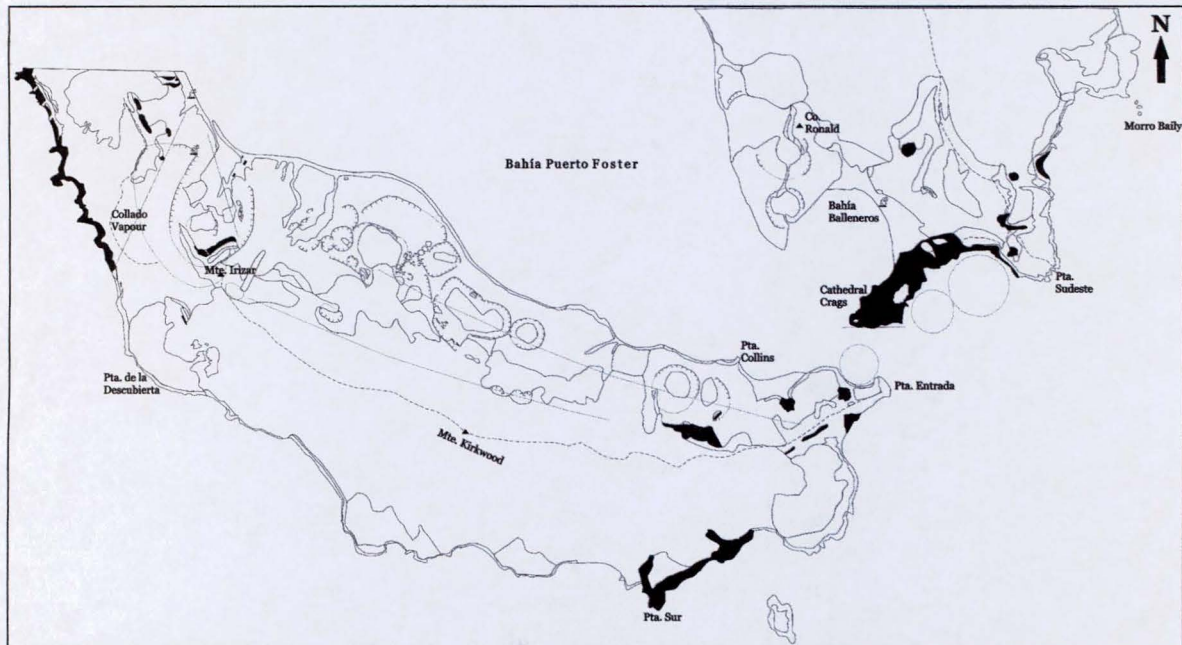 N
Morro Baily
Co.
Ronald
Bahía Puerto Foster
Bahía
Balleneros
Collado
Vapour
Mte. Irizar
Cathedral
Crags
Pta.
Sudeste
Pta.
Collins
Pta. de la
Descubierta
Pta. Entrada
Mte. Kirkwood
Pta. Sur